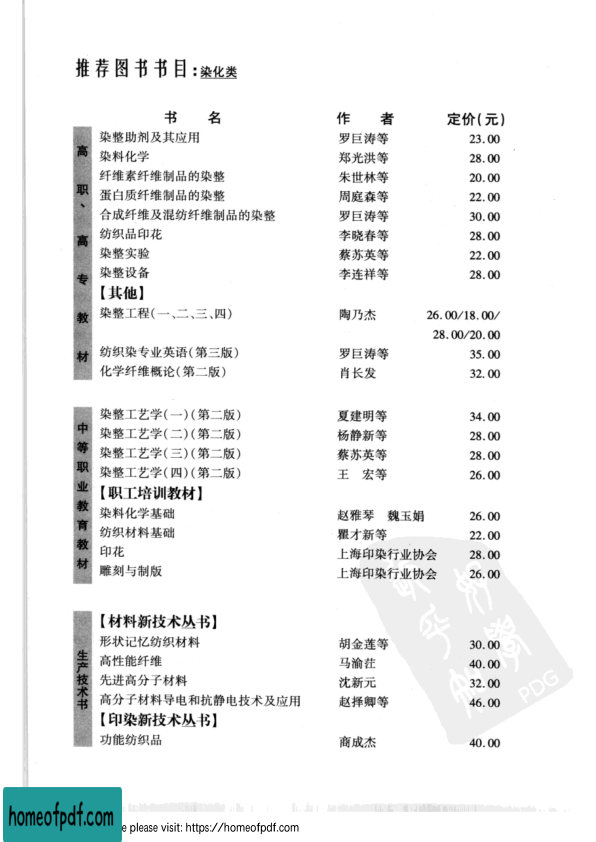 推荐图书书目:染化类
书 名 作 者 定价(元)
高职、高专教材
染整助剂及其应用 罗巨涛等 23.00
染料化学 郑光洪等 28.00
纤维素纤维制品的染整 朱世林等 20.00
蛋白质纤维制品的染整 周庭森等 22.00
合成纤维及混纺纤维制品的染整 罗巨涛等 30.00
纺织品印花 李晓春等 28.00
染整实验 蔡苏英等 22.00
染整设备 李连祥等 28.00
【其他】
染整工程(一、二、三、四) 陶乃杰 26.00/18.00/
28.00/20.00
纺织染专业英语(第三版) 罗巨涛等 35.00
化学纤维概论(第二版) 肖长发 32.00
中等职业教育教材
染整工艺学(一)(第二版) 夏建明等 34.00
染整工艺学(二)(第二版) 杨静新等 28.00
染整工艺学(三)(第二版) 蔡苏英等 28.00
染整工艺学(四)(第二版) 王 宏等 26.00
【职工培训教材】
染料化学基础 赵雅琴 魏玉娟 26.00
纺织材料基础 瞿才新等 22.00
印花 上海印染行业协会 28.00
雕刻与制版 上海印染行业协会 26.00
生产技术书
【材料新技术丛书】
形状记忆纺织材料 胡金莲等 30.00
高性能纤维 马渝茳 40.00
先进高分子材料 沈新元 32.00
高分子材料导电和抗静电技术及应用 赵择卿等 46.00
【印染新技术丛书】
功能纺织品 商成杰 40.00
PDG
homeofpdf.com
e please visit: https://homeofpdf.com